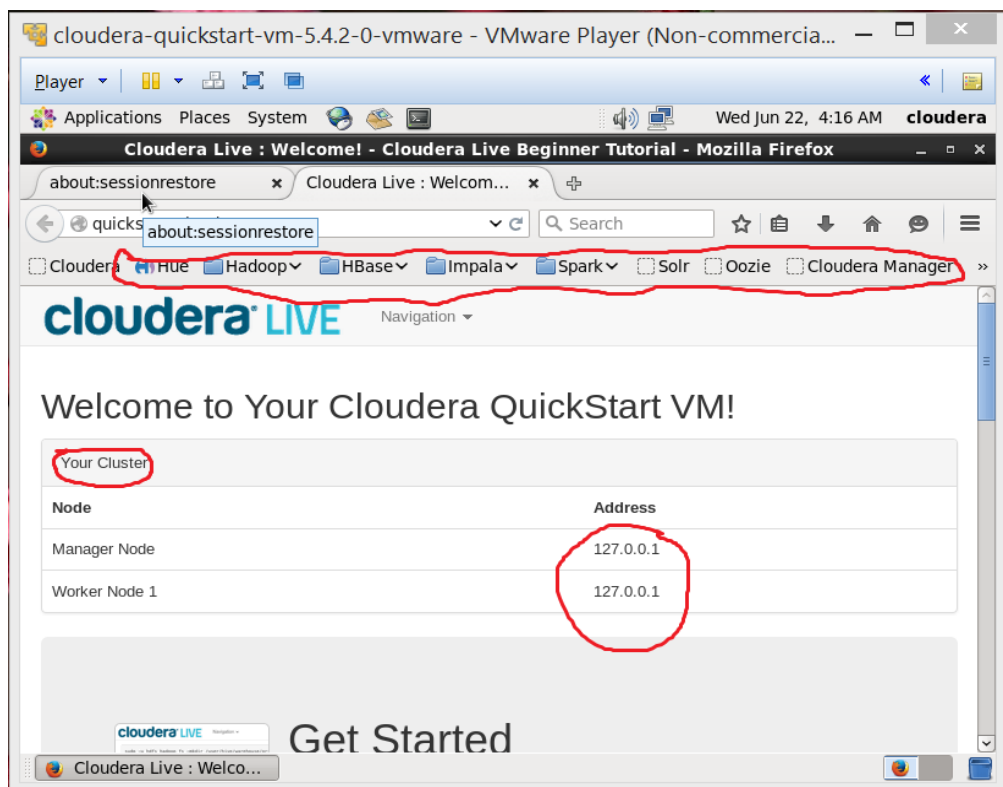 cloudera-quickstart-vm-5.4.2-0-vmware - VMware Player (Non-commercia...
Player
Applications Places System Wed Jun 22, 4:16 AM cloudera
Cloudera Live : Welcome! - Cloudera Live Beginner Tutorial - Mozilla Firefox
about:sessionrestore Cloudera Live : Welcom...
Search
about:sessionrestore
Cloudera Hue Hadoop HBase Impala Spark Solr Oozie Cloudera Manager »
cloudera LIVE Navigation
Welcome to Your Cloudera QuickStart VM!
Your Cluster
Node Address
Manager Node 127.0.0.1
Worker Node 1 127.0.0.1
cloudera LIVE
Get Started
Cloudera Live : Welco...